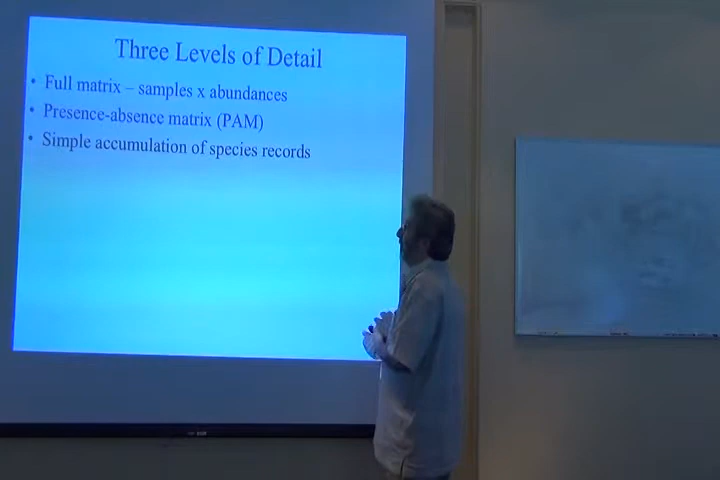 Three Levels of Detail
• Full matrix – samples x abundances
• Presence-absence matrix (PAM)
• Simple accumulation of species records